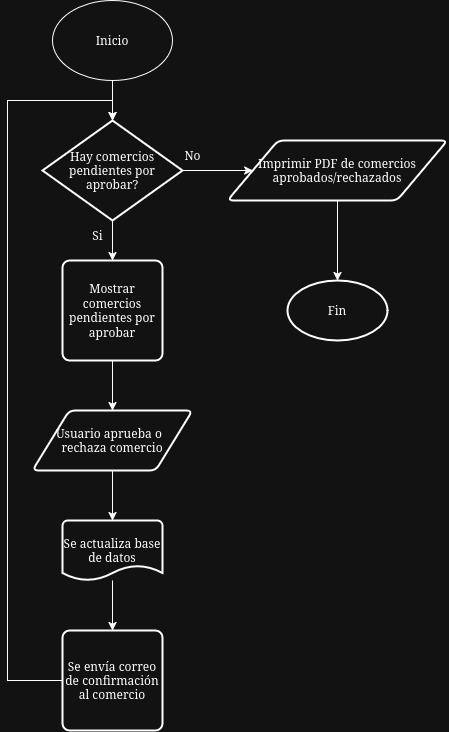 Inicio
Hay comercios
pendientes por
aprobar?
No
Imprimir PDF de comercios
aprobados/rechazados
Si
Mostrar
comercios
pendientes por
aprobar
Fin
Usuario aprueba o
rechaza comercio
Se actualiza base
de datos
Se envía correo
de confirmación
al comercio